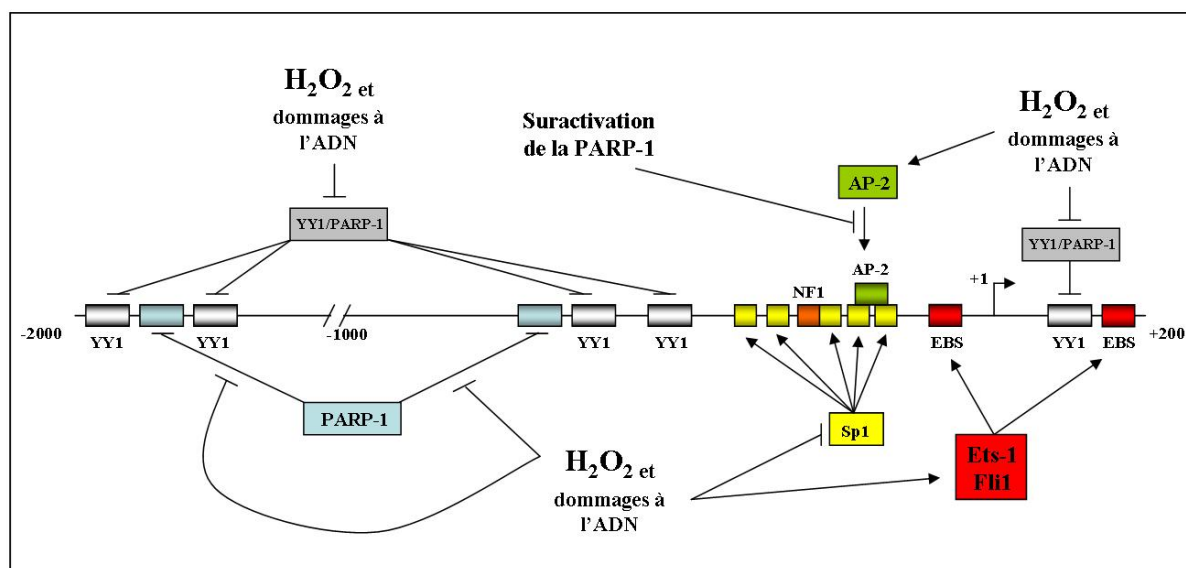 H₂O₂ et
dommages à
l’ADN
Suractivation
de la PARP-1
H₂O₂ et
dommages à
l’ADN
AP-2
YY1/PARP-1
YY1/PARP-1
AP-2
NF1
+1
-2000
YY1
YY1
-1000
YY1
YY1
EBS
YY1
EBS
+200
PARP-1
Sp1
Ets-1
Fli1
H₂O₂ et
dommages à
l’ADN